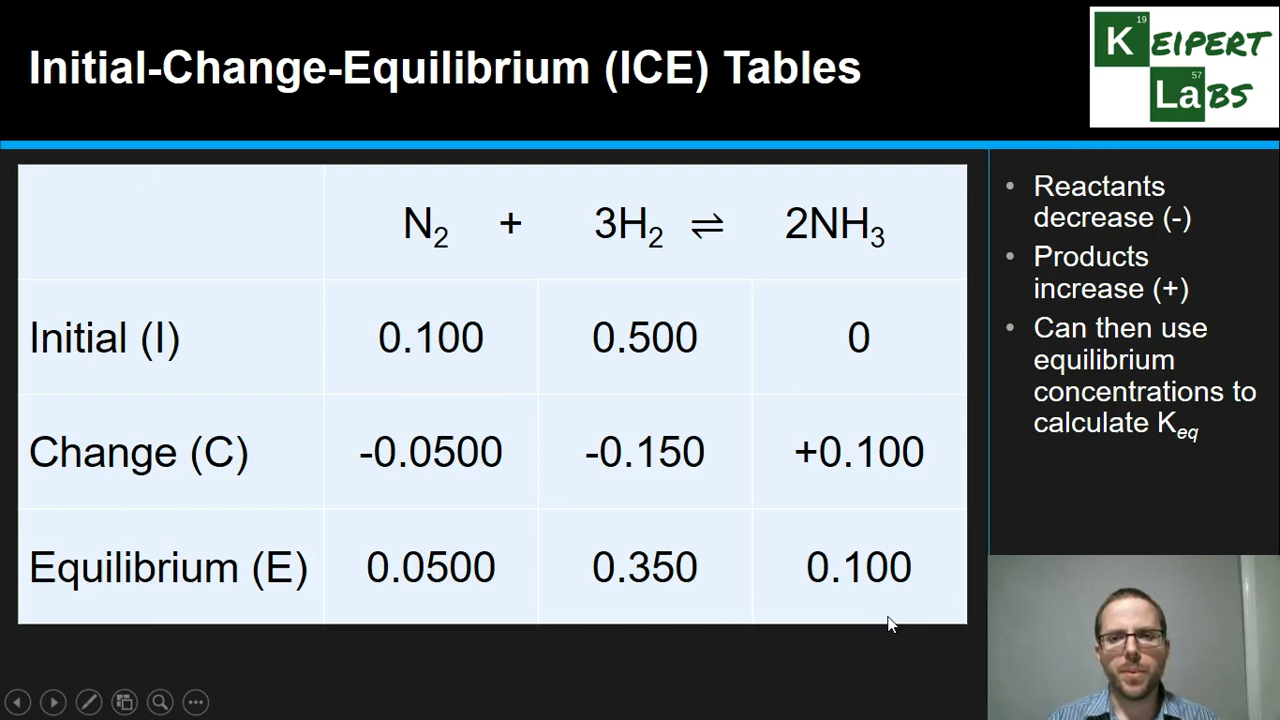 Initial-Change-Equilibrium (ICE) Tables
19
KEIPERT
57
LaBS
N₂ + 3H₂ ⇌ 2NH₃
Initial (I) 0.100 0.500 0
Change (C) -0.0500 -0.150 +0.100
Equilibrium (E) 0.0500 0.350 0.100
• Reactants
decrease (-)
• Products
increase (+)
• Can then use
equilibrium
concentrations to
calculate Keq